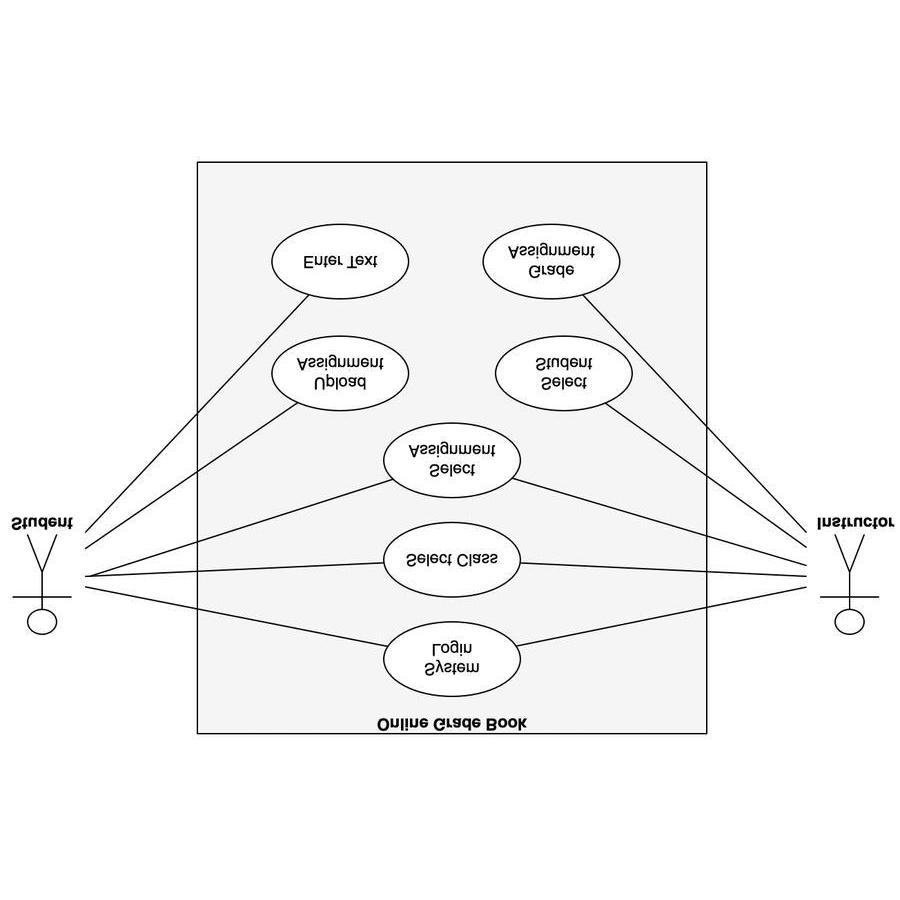 Online Grade Book
System
Login
Select Class
Select
Assignment
Upload
Assignment
Select
Student
Enter Text
Grade
Assignment
Student
Instructor